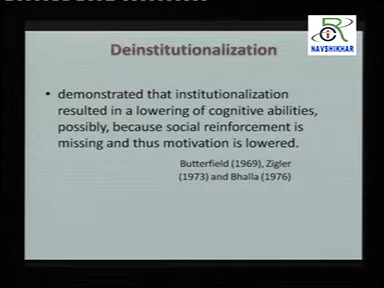 R
NAVSHIKHAR
Deinstitutionalization
• demonstrated that institutionalization
resulted in a lowering of cognitive abilities,
possibly, because social reinforcement is
missing and thus motivation is lowered.
Butterfield (1969), Zigler
(1973) and Bhalla (1976)